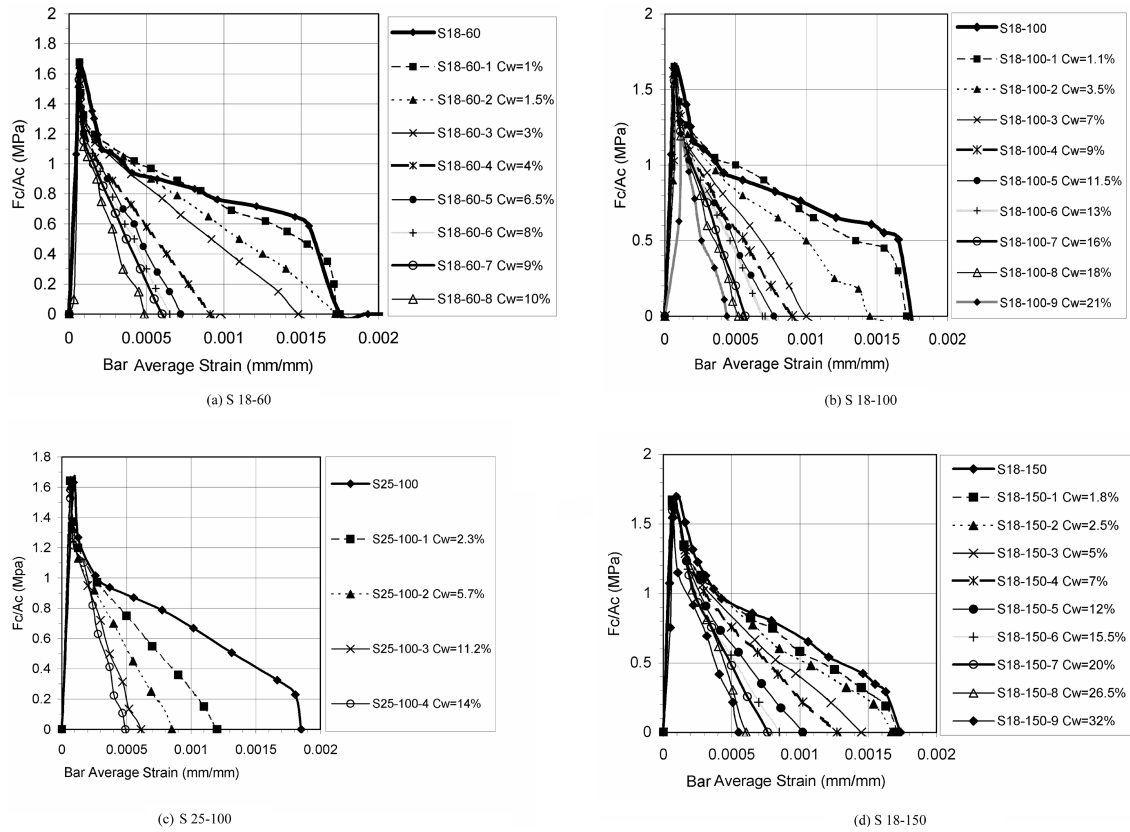 2
1.8
1.6
1.4
1.2
1
0.8
0.6
0.4
0.2
0
Fc/Ac (MPa)
0 0.0005 0.001 0.0015 0.002
Bar Average Strain (mm/mm)
S18-60
S18-60-1 Cw=1%
S18-60-2 Cw=1.5%
S18-60-3 Cw=3%
S18-60-4 Cw=4%
S18-60-5 Cw=6.5%
S18-60-6 Cw=8%
S18-60-7 Cw=9%
S18-60-8 Cw=10%
(a) S 18-60
2
1.5
1
0.5
0
Fc/Ac (MPa)
0 0.0005 0.001 0.0015 0.002
Bar Average Strain (mm/mm)
S18-100
S18-100-1 Cw=1.1%
S18-100-2 Cw=3.5%
S18-100-3 Cw=7%
S18-100-4 Cw=9%
S18-100-5 Cw=11.5%
S18-100-6 Cw=13%
S18-100-7 Cw=16%
S18-100-8 Cw=18%
S18-100-9 Cw=21%
(b) S 18-100
1.8
1.6
1.4
1.2
1
0.8
0.6
0.4
0.2
0
Fc/Ac (Mpa)
0 0.0005 0.001 0.0015 0.002
Bar Average Strain (mm/mm)
S25-100
S25-100-1 Cw=2.3%
S25-100-2 Cw=5.7%
S25-100-3 Cw=11.2%
S25-100-4 Cw=14%
(c) S 25-100
2
1.5
1
0.5
0
Fc/Ac (MPa)
0 0.0005 0.001 0.0015 0.002
Bar Average Strain (mm/mm)
S18-150
S18-150-1 Cw=1.8%
S18-150-2 Cw=2.5%
S18-150-3 Cw=5%
S18-150-4 Cw=7%
S18-150-5 Cw=12%
S18-150-6 Cw=15.5%
S18-150-7 Cw=20%
S18-150-8 Cw=26.5%
S18-150-9 Cw=32%
(d) S 18-150